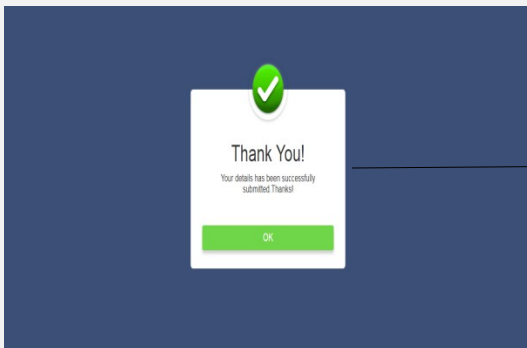 Thank You!
Your details has been successfully
submitted.Thanks!
OK